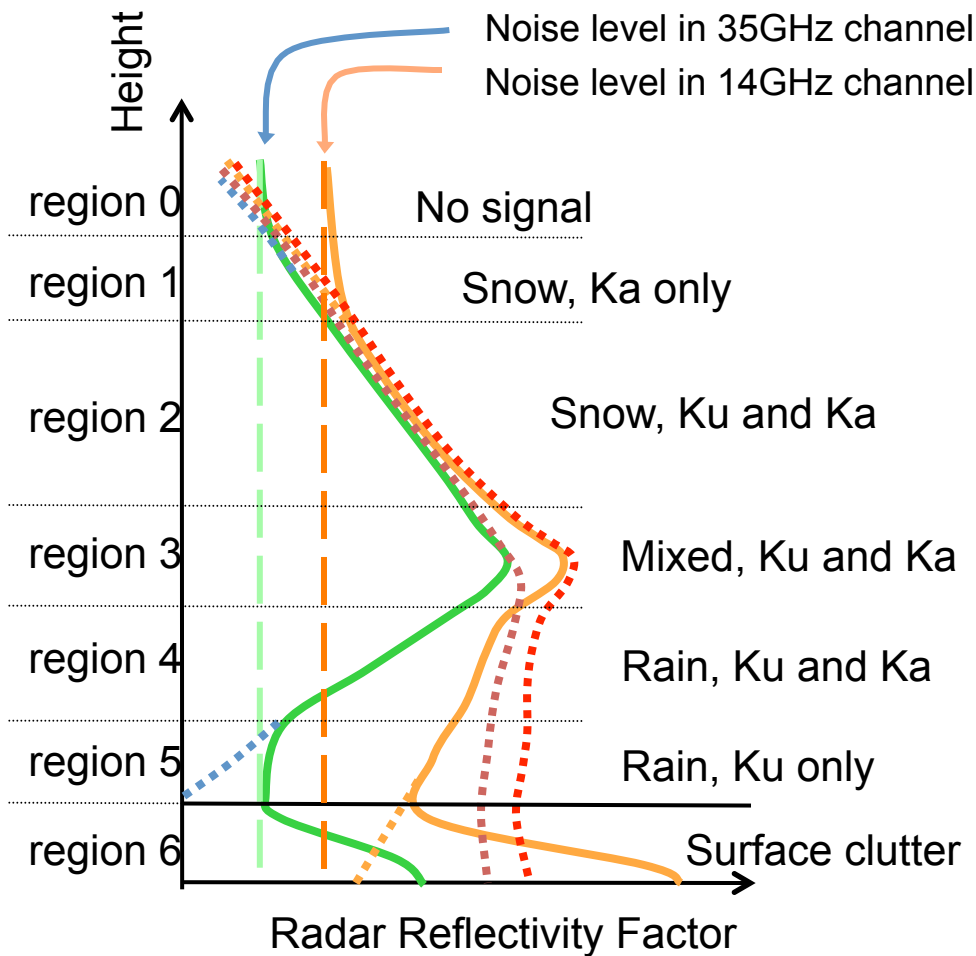 Noise level in 35GHz channel
Noise level in 14GHz channel
Height
region 0
No signal
region 1
Snow, Ka only
region 2
Snow, Ku and Ka
region 3
Mixed, Ku and Ka
region 4
Rain, Ku and Ka
region 5
Rain, Ku only
region 6
Surface clutter
Radar Reflectivity Factor